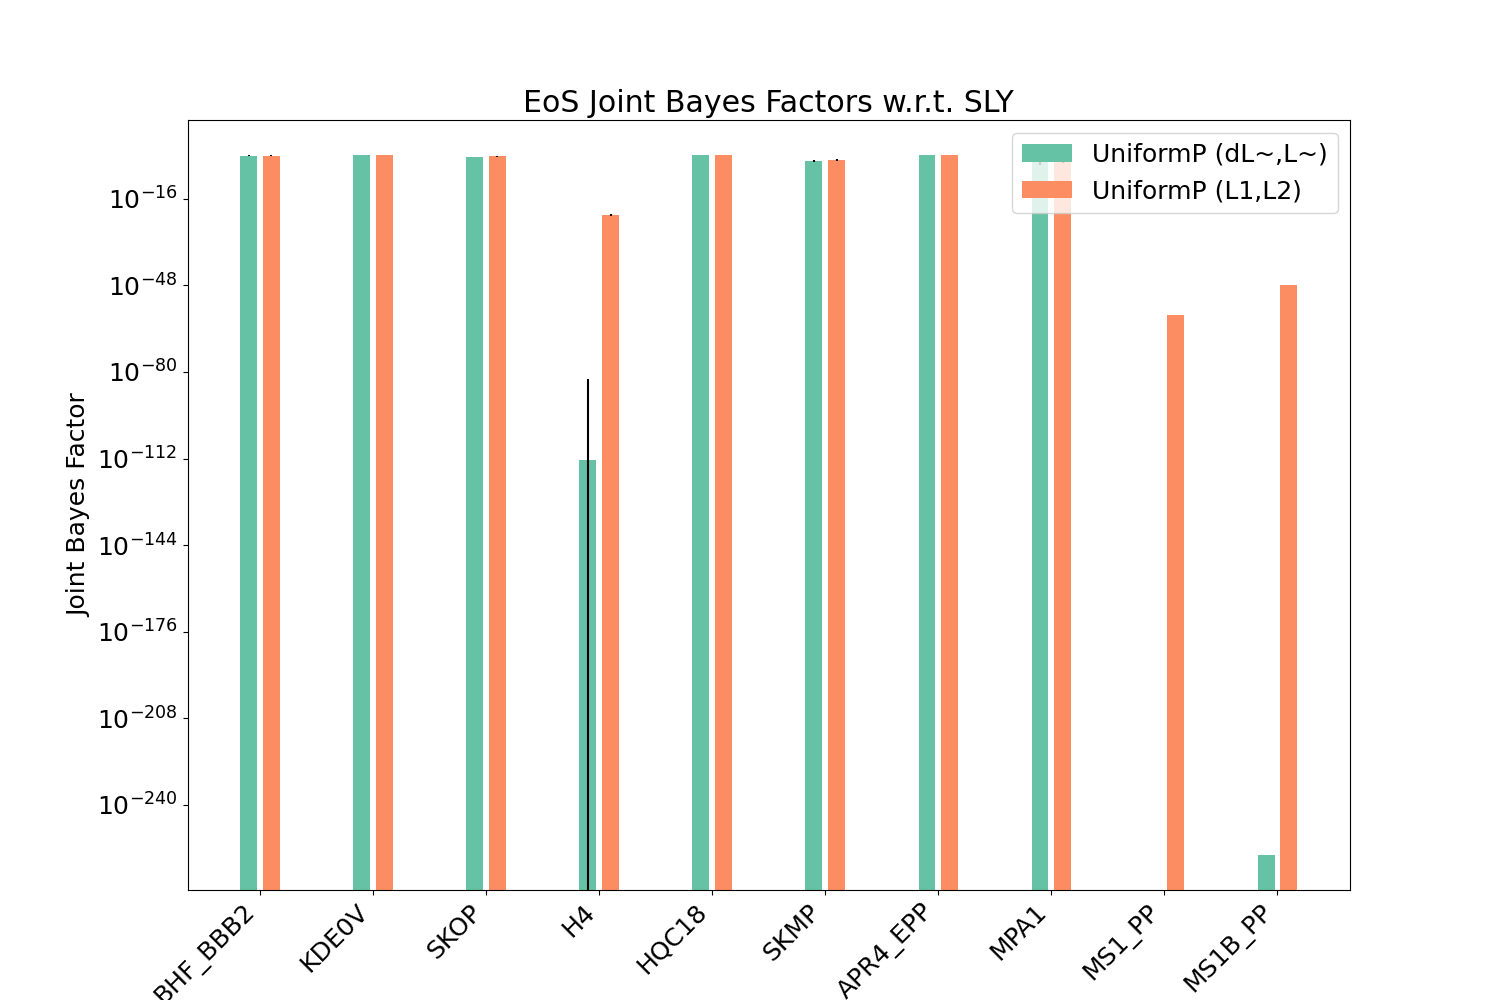 EoS Joint Bayes Factors w.r.t. SLY
UniformP (dL~,L~)
UniformP (L1,L2)
Joint Bayes Factor
10^−16
10^−48
10^−80
10^−112
10^−144
10^−176
10^−208
10^−240
BHF_BBB2
KDE0V
SKOP
H4
HQC18
SKMP
APR4_EPP
MPA1
MS1_PP
MS1B_PP